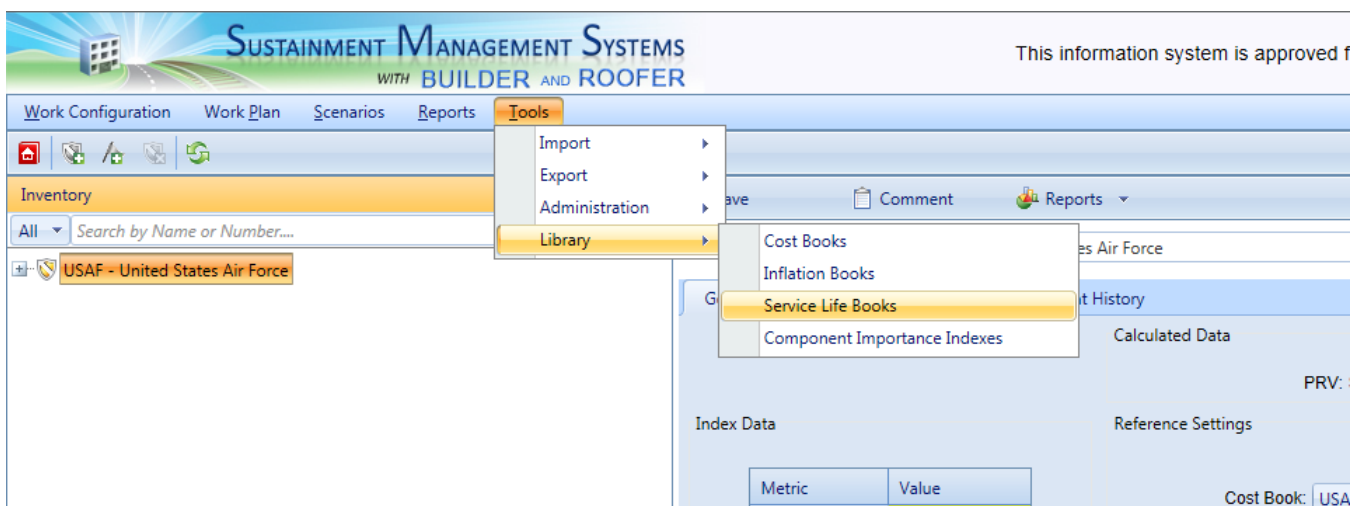 SUSTAINMENT MANAGEMENT SYSTEMS
WITH BUILDER AND ROOFER
This information system is approved f
Work Configuration Work Plan Scenarios Reports Tools
Import
Export
Administration
Library
Inventory
ave Comment Reports
All Search by Name or Number....
Cost Books
Inflation Books
Service Life Books
Component Importance Indexes
es Air Force
USAF - United States Air Force
G t History
Calculated Data
PRV:
Index Data
Reference Settings
Metric Value
Cost Book: USA